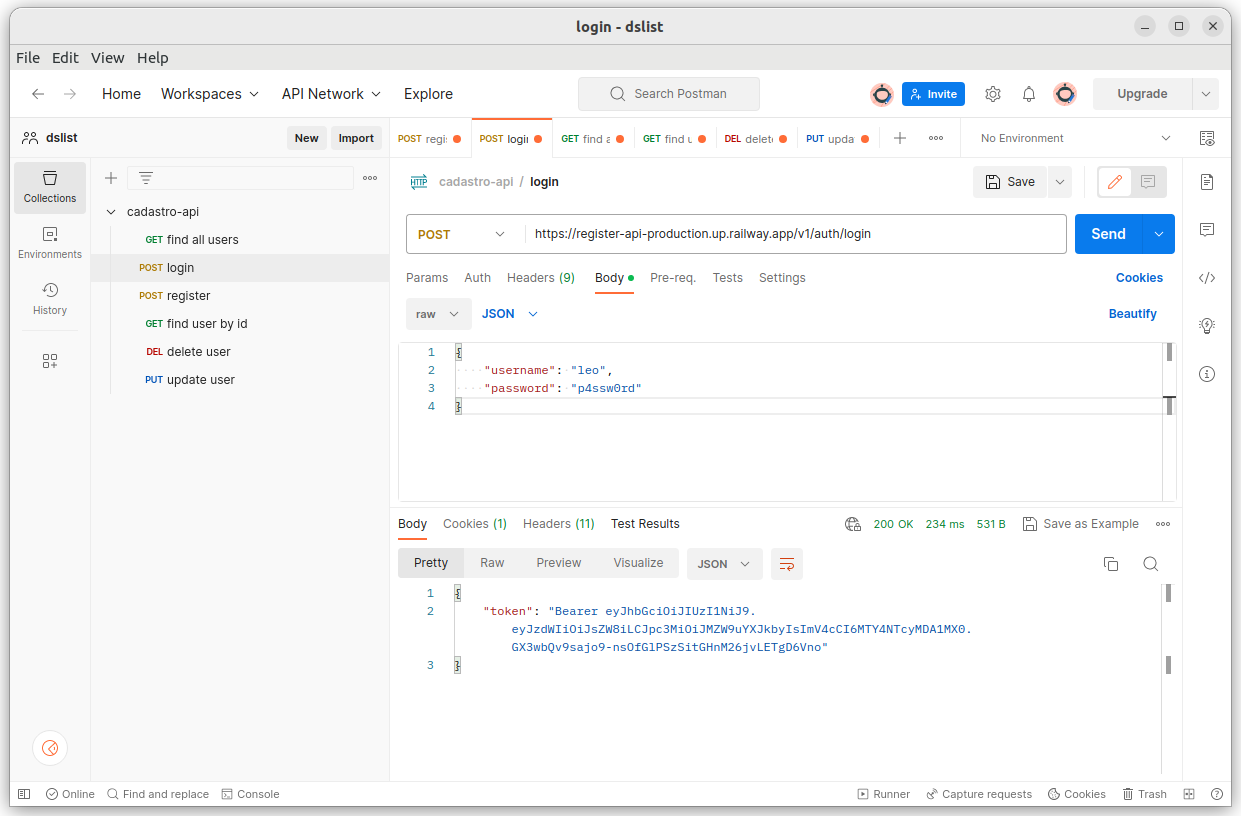 login - dslist
File Edit View Help
Home Workspaces API Network Explore Search Postman Invite Upgrade
dslist New Import
POST regis POST login GET find a GET find u DEL delete POST PUT upda No Environment
Collections
Environments
History
cadastro-api
GET find all users
POST login
POST register
GET find user by id
DEL delete user
PUT update user
HTTP cadastro-api / login Save
POST https://register-api-production.up.railway.app/v1/auth/login Send
Params Auth Headers (9) Body Pre-req. Tests Settings Cookies
raw JSON Beautify
1 {
2 "username": "leo",
3 "password": "p4ssw0rd"
4 }
Body Cookies (1) Headers (11) Test Results 200 OK 234 ms 531 B Save as Example
Pretty Raw Preview Visualize JSON
1 {
2 "token": "Bearer eyJhbGciOiJIUzI1NiJ9.
eyJzdWIiOiJsZW8iLCJpc3MiOiJMZW9uYXJkbyIsImV4cCI6MTY4NTcyMDA1MX0.
GX3wbQv9sajo9-nsOfGlPSzSitGHnM26jvLETgD6Vno"
3 }
Online Find and replace Console Runner Capture requests Cookies Trash